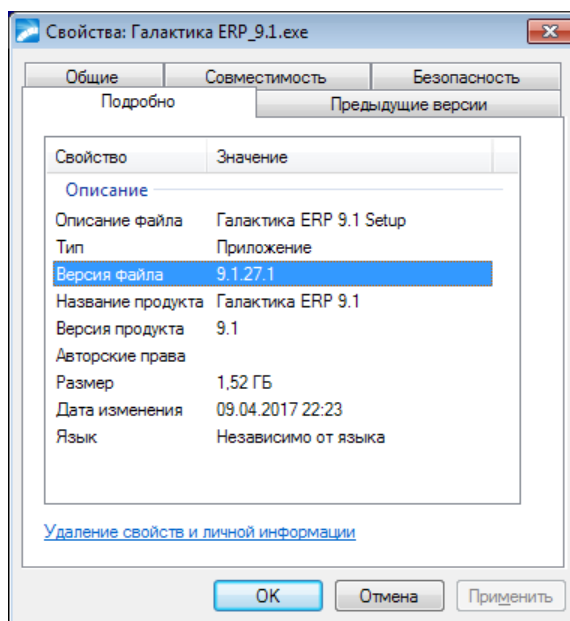 Свойства: Галактика ERP_9.1.exe
Общие Совместимость Безопасность
Подробно Предыдущие версии
Свойство Значение
Описание
Описание файла Галактика ERP 9.1 Setup
Тип Приложение
Версия файла 9.1.27.1
Название продукта Галактика ERP 9.1
Версия продукта 9.1
Авторские права
Размер 1,52 ГБ
Дата изменения 09.04.2017 22:23
Язык Независимо от языка
Удаление свойств и личной информации
OK Отмена Применить